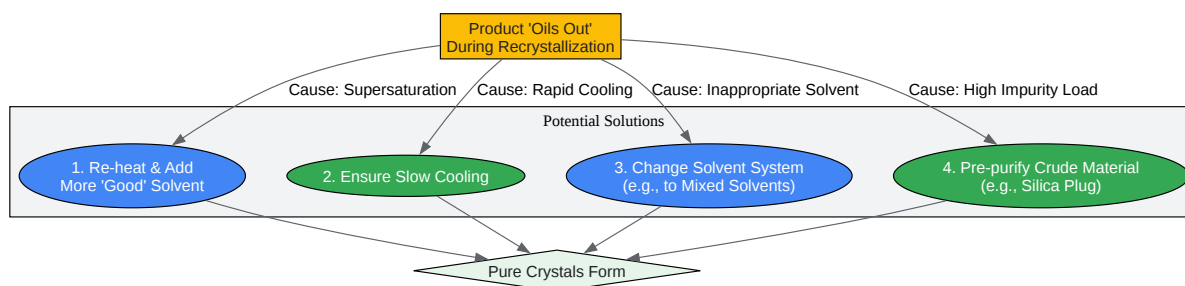 Product 'Oils Out'
During Recrystallization
Cause: Supersaturation
Cause: Rapid Cooling
Cause: Inappropriate Solvent
Cause: High Impurity Load
Potential Solutions
1. Re-heat & Add
More 'Good' Solvent
2. Ensure Slow Cooling
3. Change Solvent System
(e.g., to Mixed Solvents)
4. Pre-purify Crude Material
(e.g., Silica Plug)
Pure Crystals Form